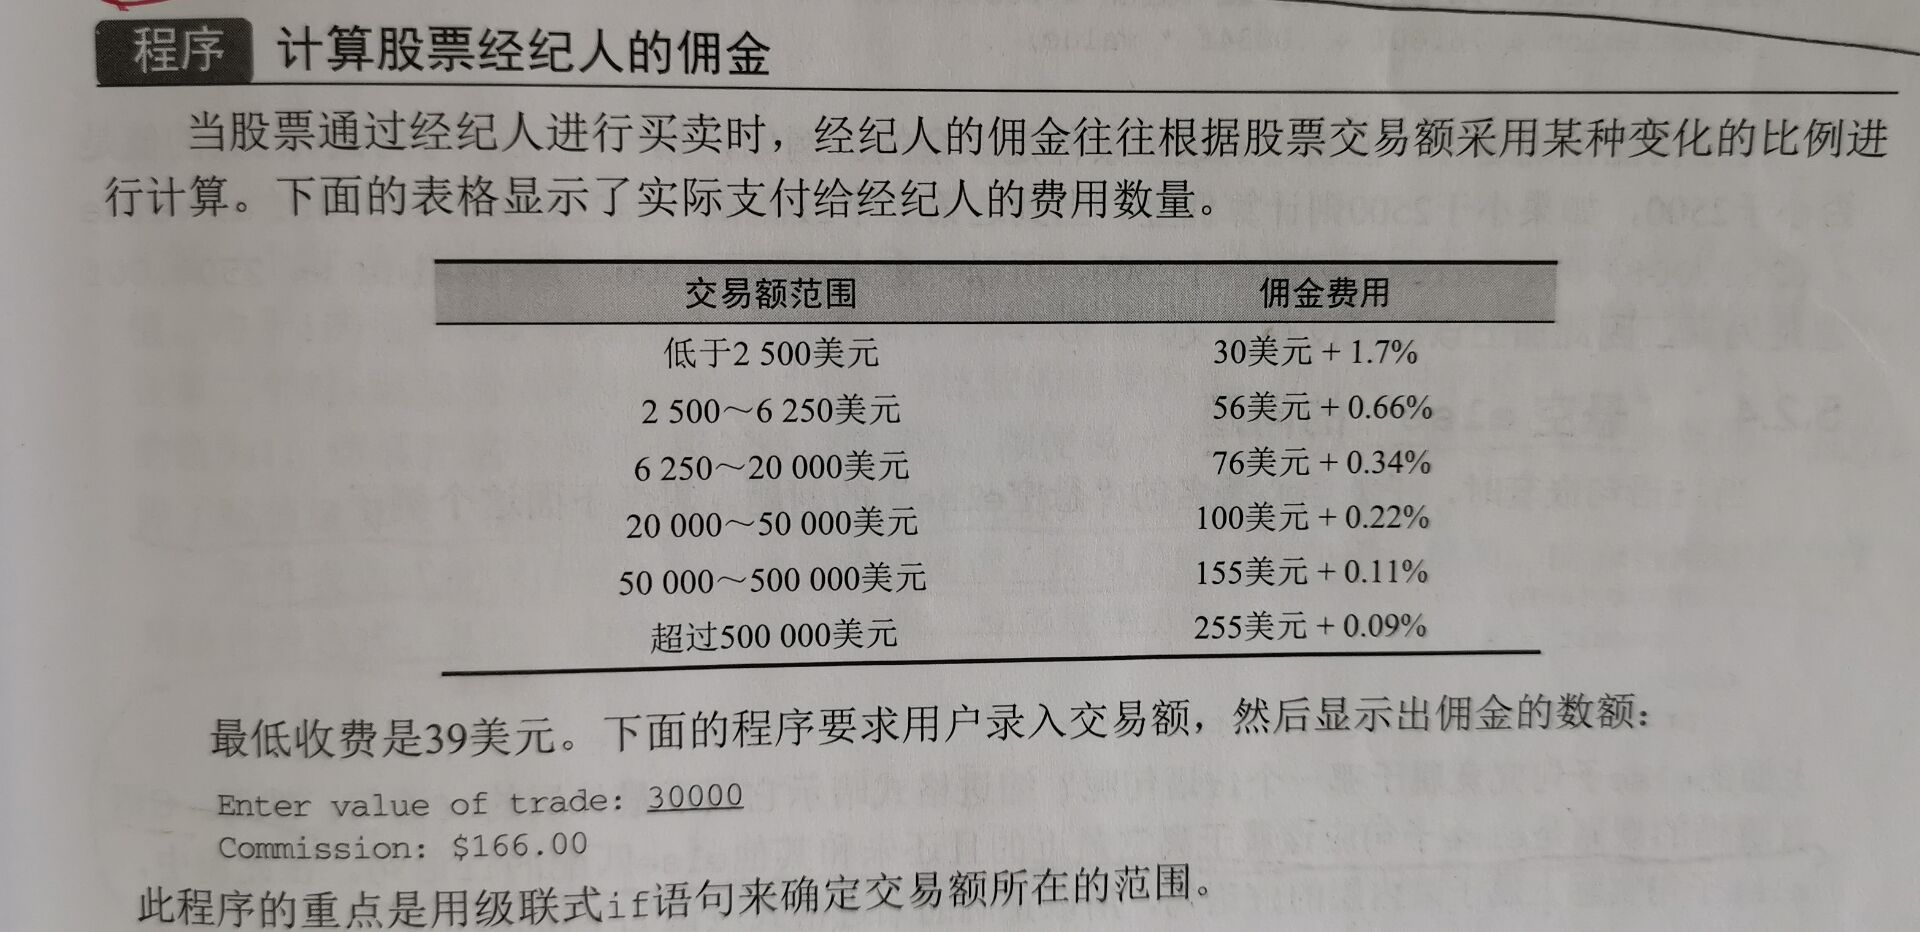 程序 计算股票经纪人的佣金
当股票通过经纪人进行买卖时，经纪人的佣金往往根据股票交易额采用某种变化的比例进
行计算。下面的表格显示了实际支付给经纪人的费用数量。
交易额范围 佣金费用
低于2 500美元 30美元 + 1.7%
2 500～6 250美元 56美元 + 0.66%
6 250～20 000美元 76美元 + 0.34%
20 000～50 000美元 100美元 + 0.22%
50 000～500 000美元 155美元 + 0.11%
超过500 000美元 255美元 + 0.09%
最低收费是39美元。下面的程序要求用户录入交易额，然后显示出佣金的数额：
Enter value of trade: 30000
Commission: $166.00
此程序的重点是用级联式if语句来确定交易额所在的范围。